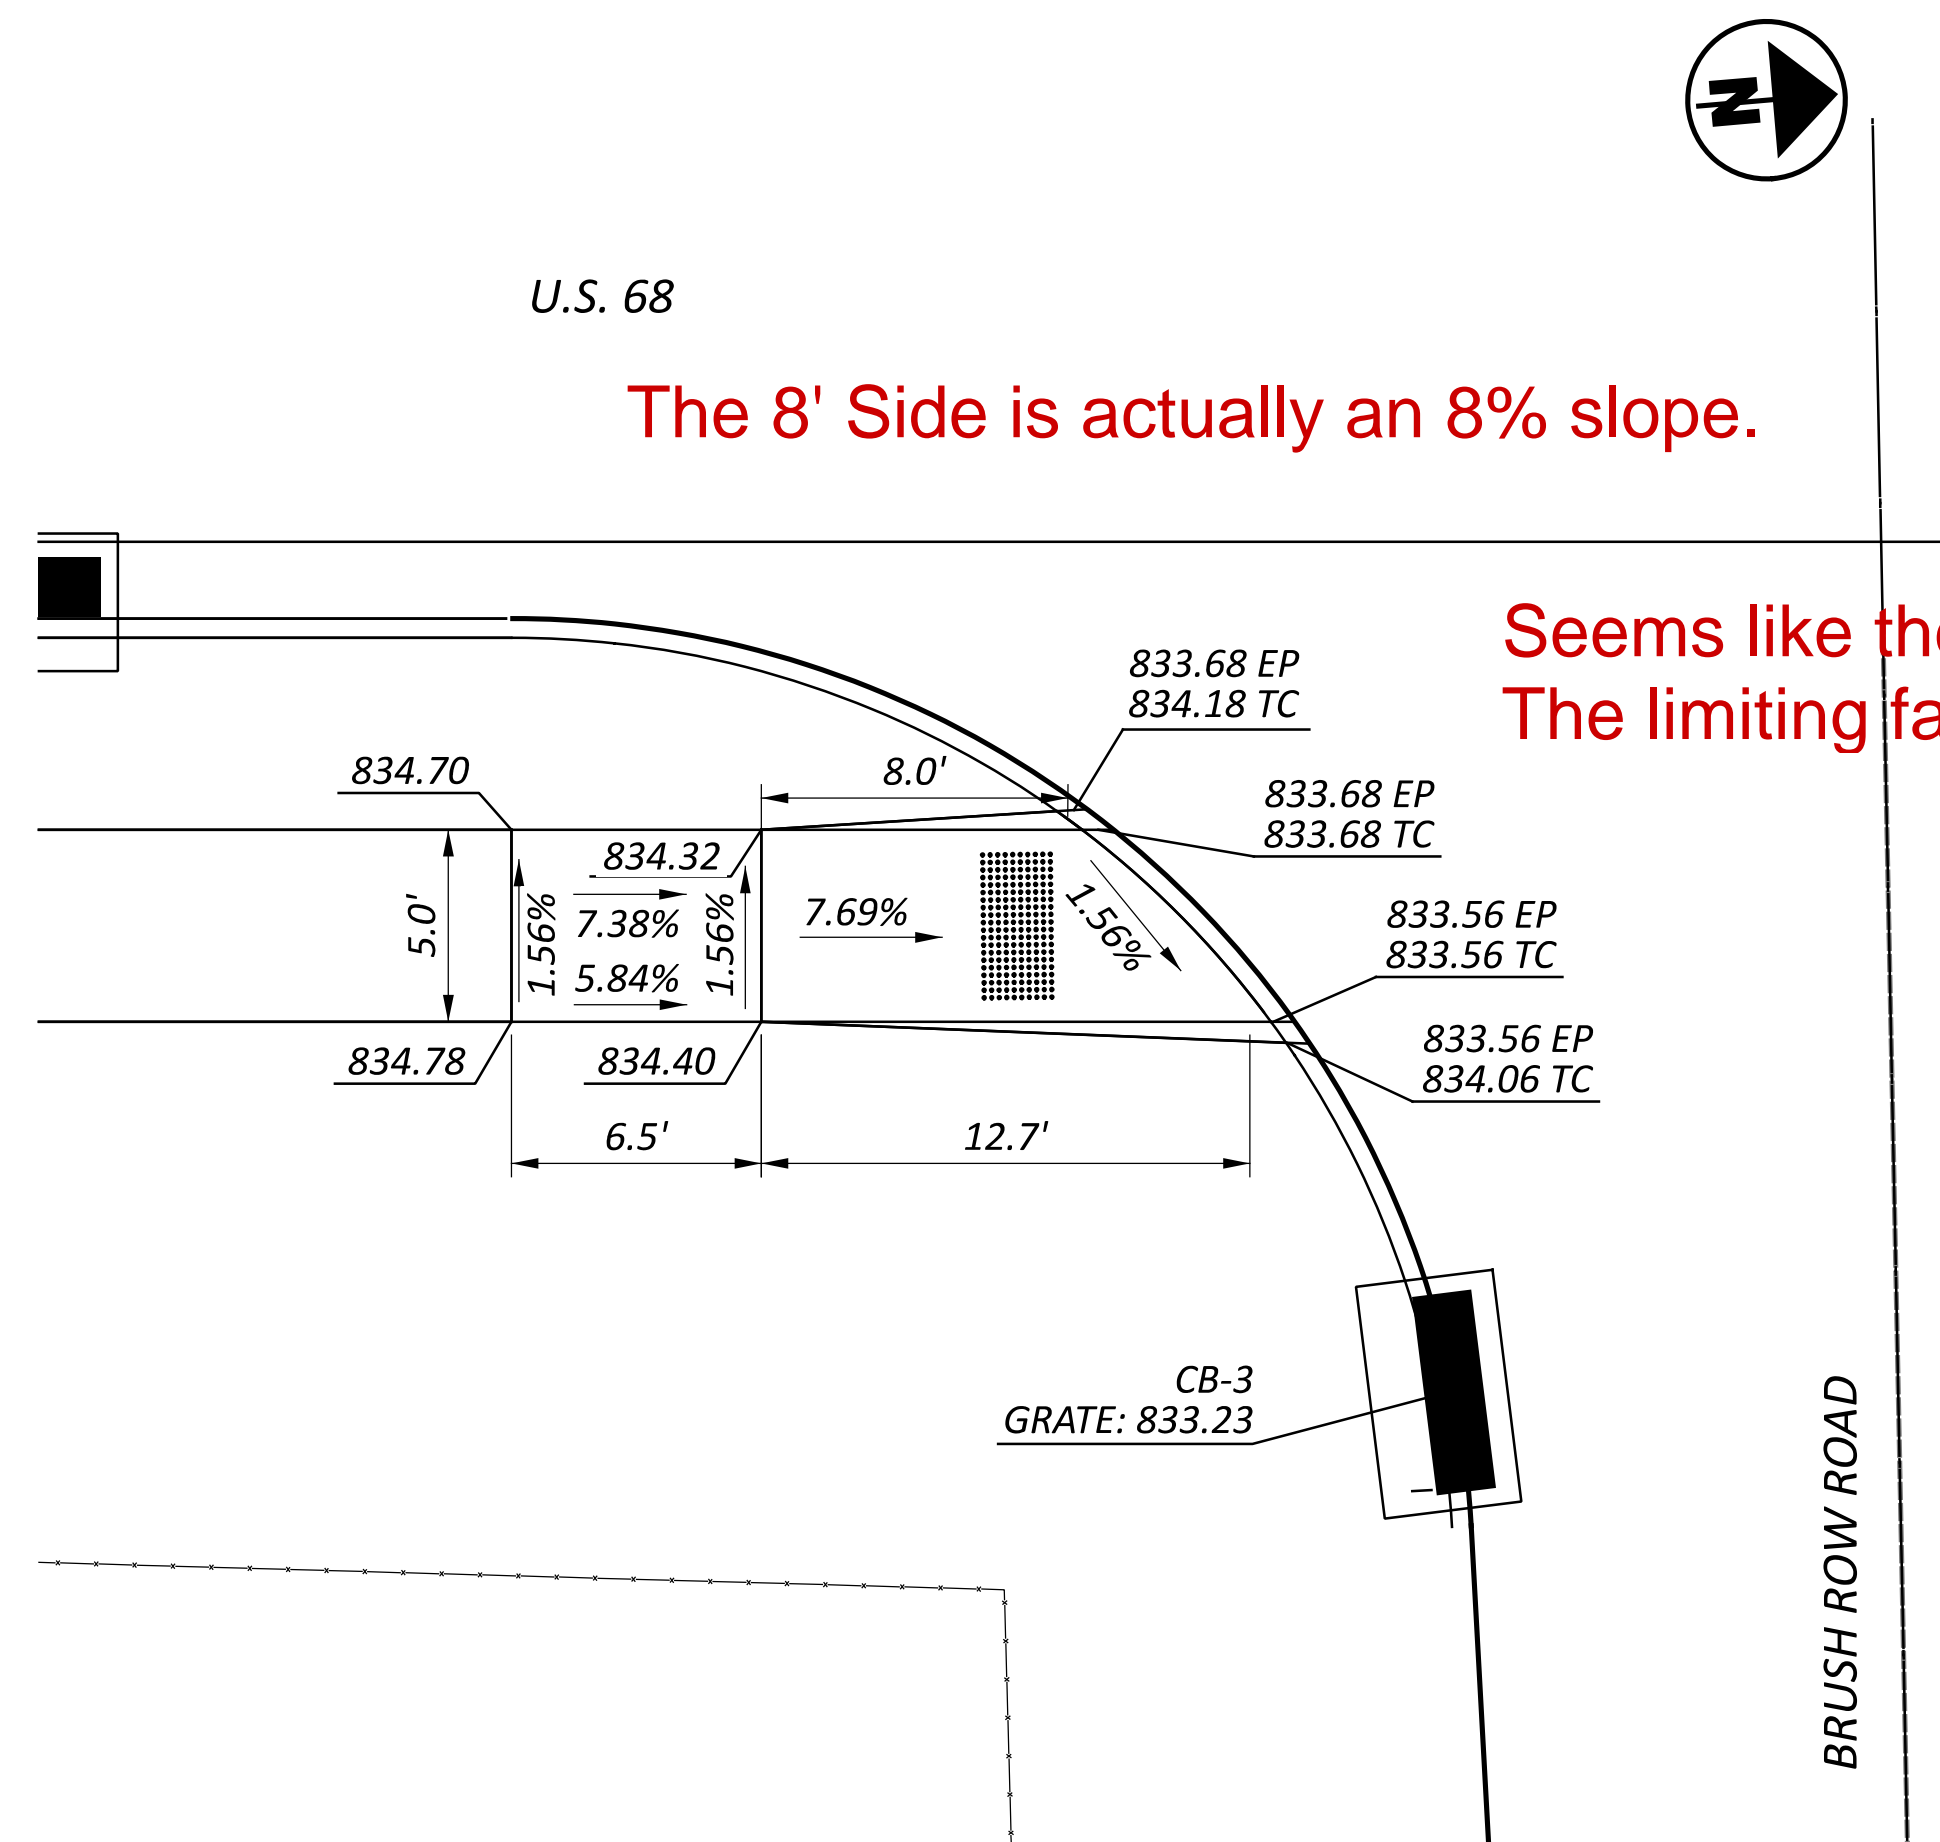 N
U.S. 68
The 8' Side is actually an 8% slope.
Seems like the
The limiting fa
833.68 EP
834.18 TC
834.70
8.0'
833.68 EP
833.68 TC
834.32
5.0'
1.56%
7.38%
5.84%
1.56%
7.69%
1.56%
833.56 EP
833.56 TC
834.78
834.40
833.56 EP
834.06 TC
6.5'
12.7'
CB-3
GRATE: 833.23
BRUSH ROW ROAD